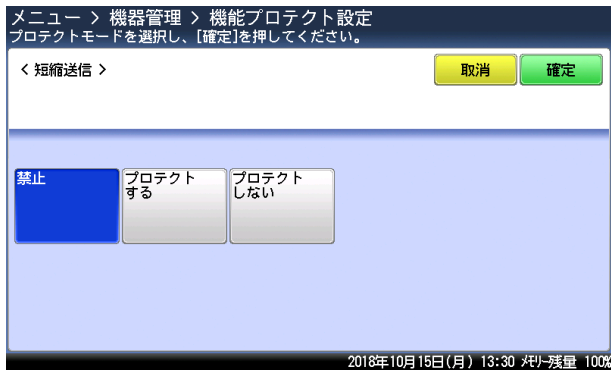 メニュー > 機器管理 > 機能プロテクト設定
プロテクトモードを選択し、[確定]を押してください。
< 短縮送信 >
取消
確定
禁止
プロテクト
する
プロテクト
しない
2018年10月15日(月) 13:30 メモリー残量 100%